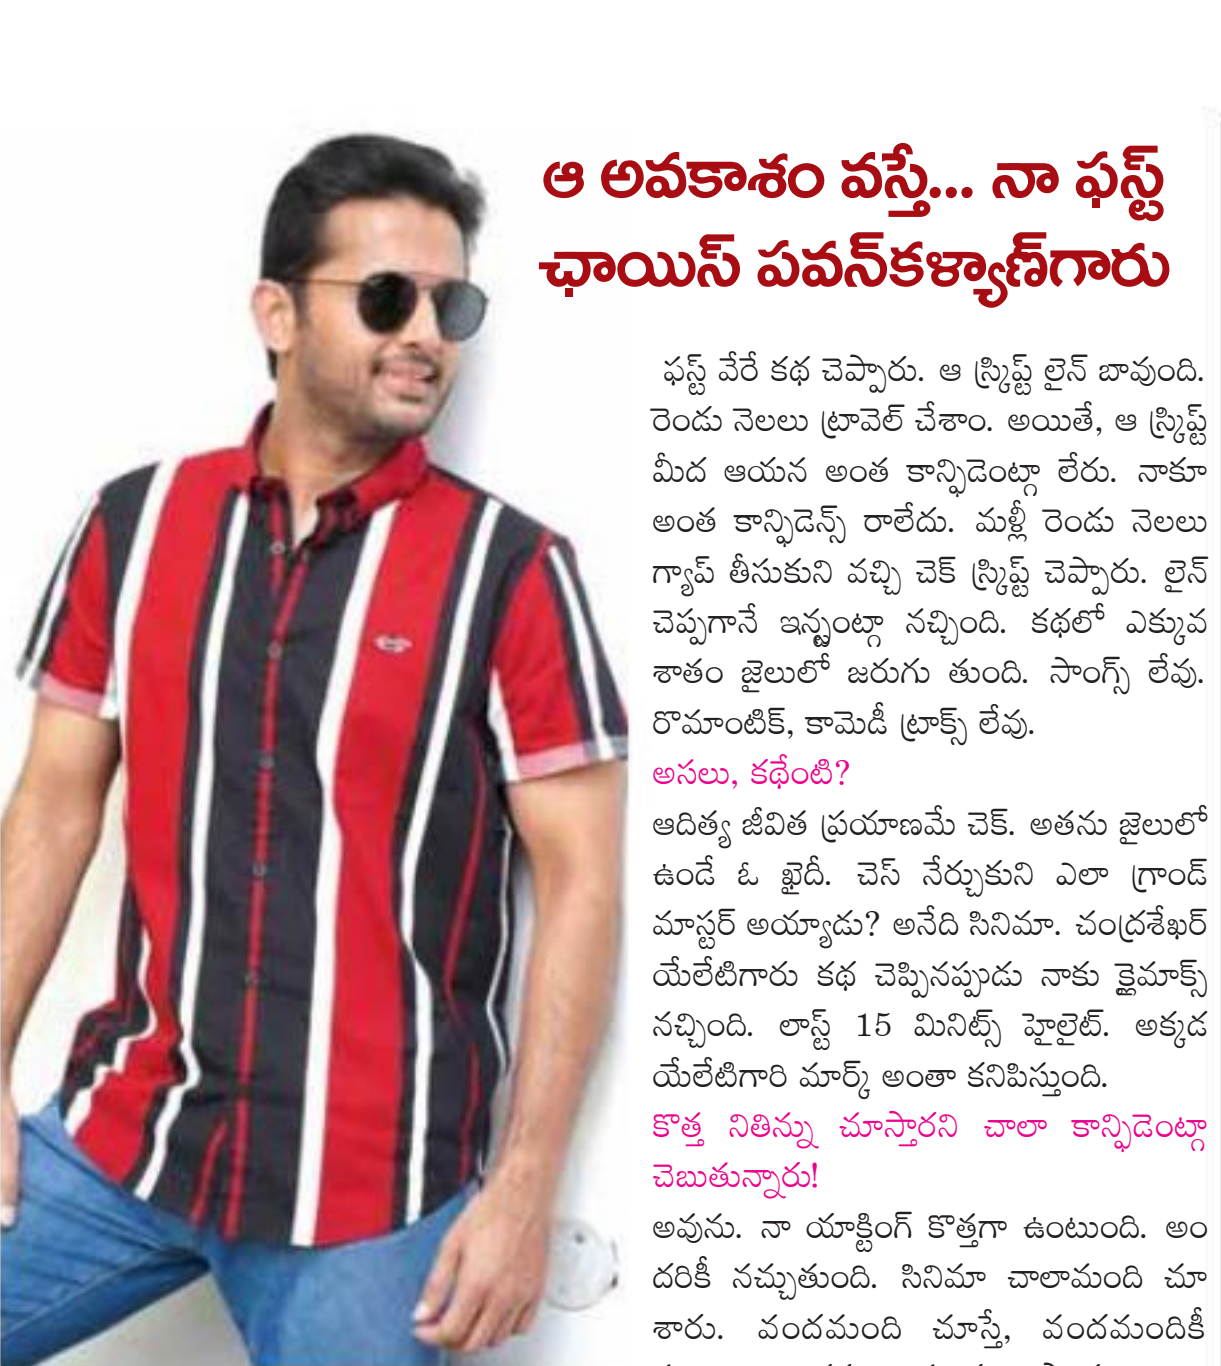 ఆ అవకాశం వస్తే... నా ఫస్ట్
ఛాయిస్ పవన్‌కళ్యాణ్‌గారు
ఫస్ట్ వేరే కథ చెప్పారు. ఆ స్క్రిప్ట్ లైన్ బావుంది.
రెండు నెలలు ట్రావెల్ చేశాం. అయితే, ఆ స్క్రిప్ట్
మీద ఆయన అంత కాన్ఫిడెంట్గా లేరు. నాకూ
అంత కాన్ఫిడెన్స్ రాలేదు. మళ్లీ రెండు నెలలు
గ్యాప్ తీసుకుని వచ్చి చెక్ స్క్రిప్ట్ చెప్పారు. లైన్
చెప్పగానే ఇన్స్టంట్గా నచ్చింది. కథలో ఎక్కువ
శాతం జైలులో జరుగు తుంది. సాంగ్స్ లేవు.
రొమాంటిక్, కామెడీ ట్రాక్స్ లేవు.
అసలు, కథేంటి?
ఆదిత్య జీవిత ప్రయాణమే చెక్. అతను జైలులో
ఉండే ఓ ఖైదీ. చెస్ నేర్చుకుని ఎలా గ్రాండ్
మాస్టర్ అయ్యాడు? అనేది సినిమా. చంద్రశేఖర్
యేలేటిగారు కథ చెప్పినప్పుడు నాకు క్లైమాక్స్
నచ్చింది. లాస్ట్ 15 మినిట్స్ హైలైట్. అక్కడ
యేలేటిగారి మార్క్ అంతా కనిపిస్తుంది.
కొత్త నితిన్ను చూస్తారని చాలా కాన్ఫిడెంట్గా
చెబుతున్నారు!
అవును. నా యాక్టింగ్ కొత్తగా ఉంటుంది. అం
దరికీ నచ్చుతుంది. సినిమా చాలామంది చూ
శారు. వందమంది చూస్తే, వందమందికీ